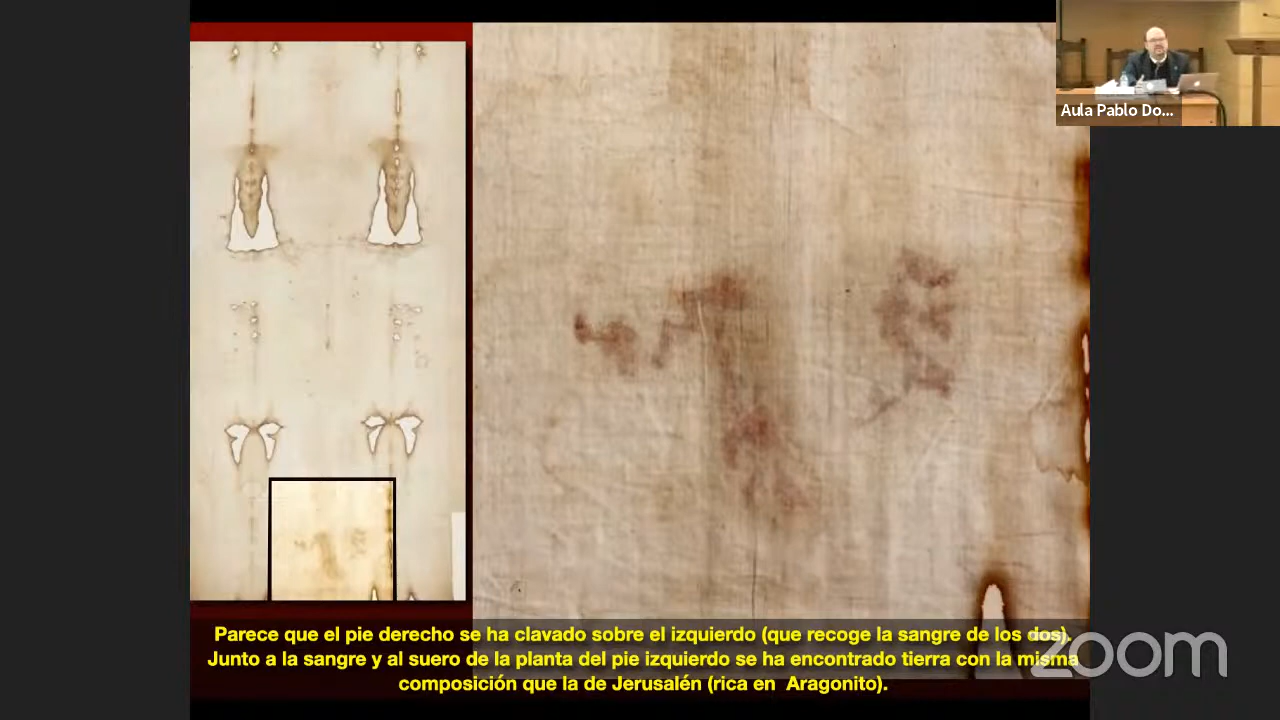 Aula Pablo Do...
Parece que el pie derecho se ha clavado sobre el izquierdo (que recoge la sangre de los dos).
Junto a la sangre y al suero de la planta del pie izquierdo se ha encontrado tierra con la misma
composición que la de Jerusalén (rica en Aragonito).
zoom